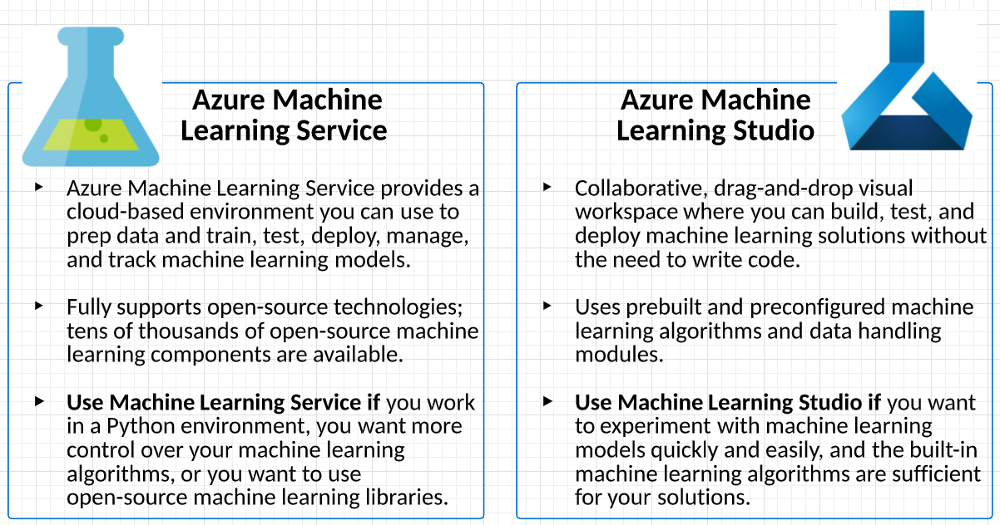 Azure Machine
Learning Service
‣ Azure Machine Learning Service provides a
cloud-based environment you can use to
prep data and train, test, deploy, manage,
and track machine learning models.
‣ Fully supports open-source technologies;
tens of thousands of open-source machine
learning components are available.
‣ Use Machine Learning Service if you work
in a Python environment, you want more
control over your machine learning
algorithms, or you want to use
open-source machine learning libraries.
Azure Machine
Learning Studio
‣ Collaborative, drag-and-drop visual
workspace where you can build, test, and
deploy machine learning solutions without
the need to write code.
‣ Uses prebuilt and preconfigured machine
learning algorithms and data handling
modules.
‣ Use Machine Learning Studio if you want
to experiment with machine learning
models quickly and easily, and the built-in
machine learning algorithms are sufficient
for your solutions.